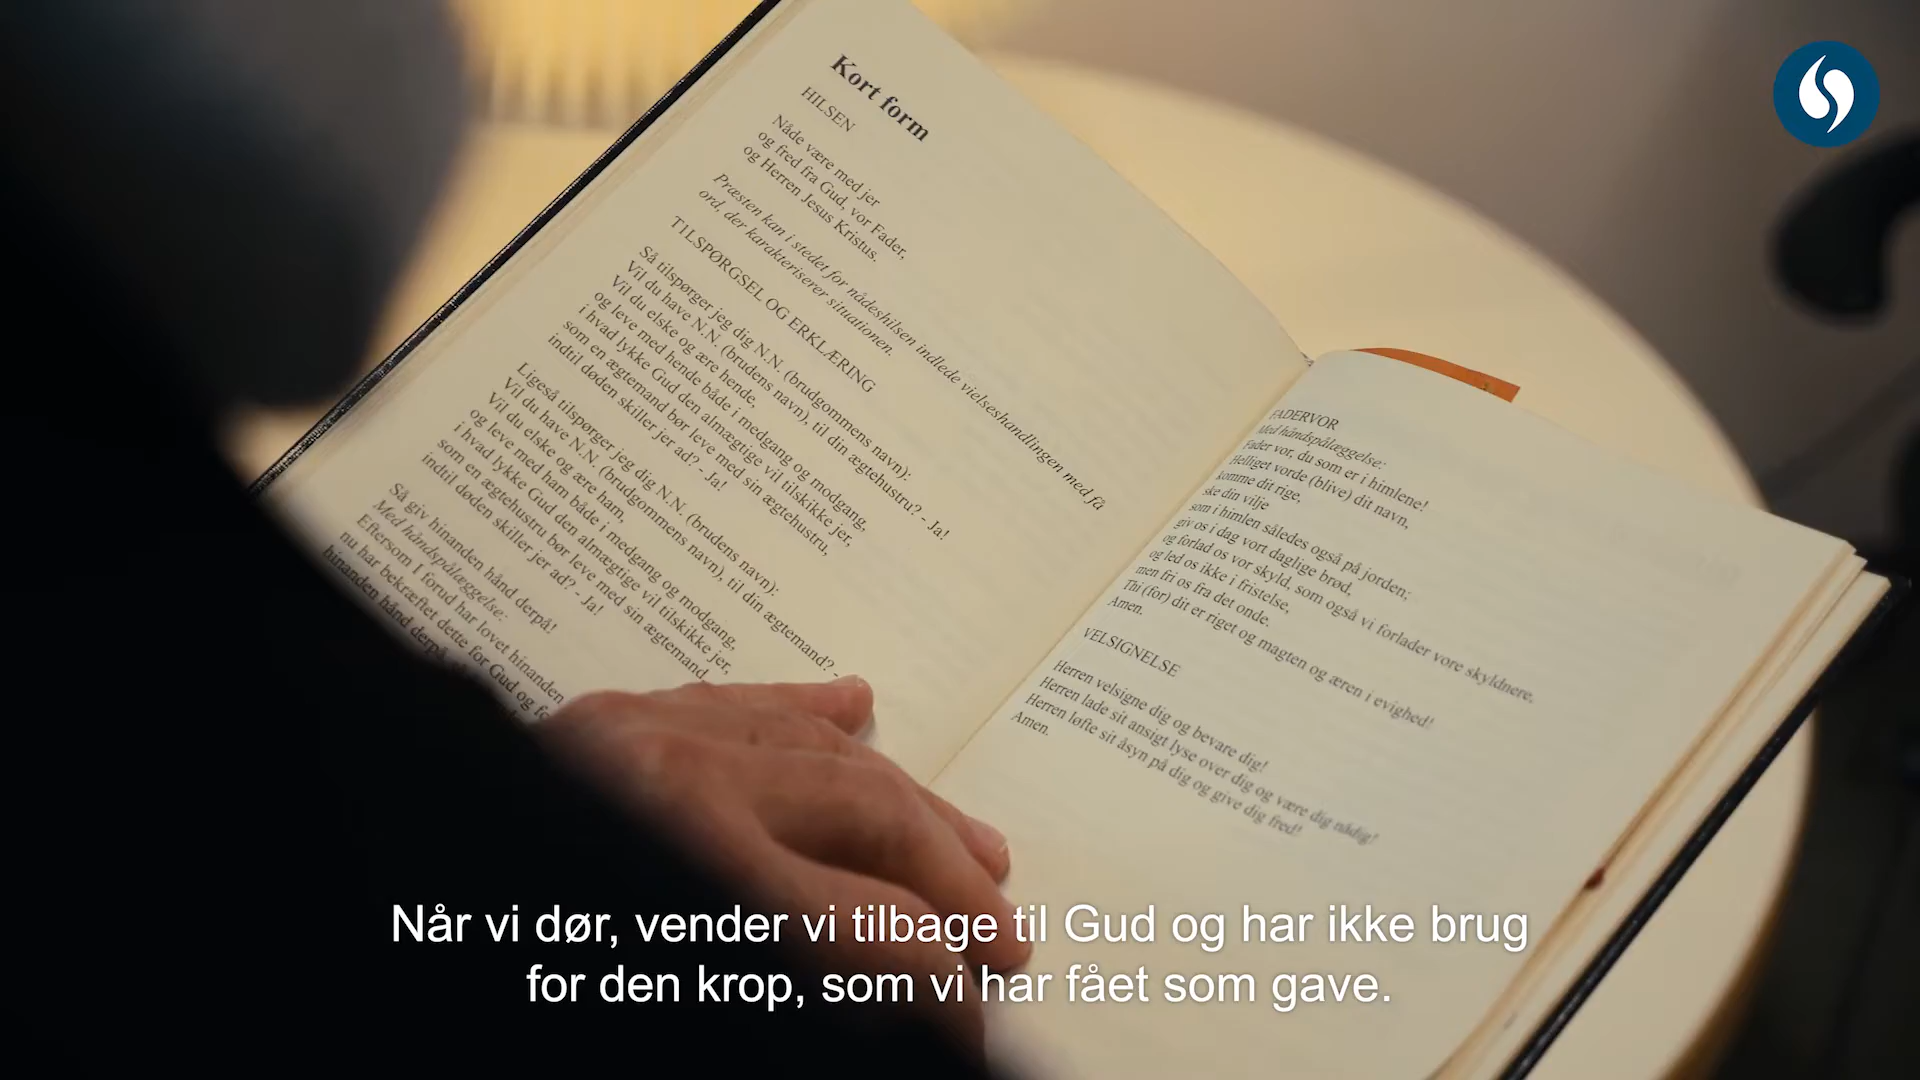 Kort form
HILSEN
Nåde være med jer
og fred fra Gud, vor Fader,
og Herren Jesus Kristus.
Præsten kan i stedet for nådeshilsen indlede vielseshandlingen med få
ord, der karakteriserer situationen.
TILSPØRGSEL OG ERKLÆRING
Så tilspørger jeg dig N.N. (brudgommens navn):
Vil du have N.N. (brudens navn), til din ægtehustru? - Ja!
Vil du elske og ære hende,
og leve med hende både i medgang og modgang,
i hvad lykke Gud den almægtige vil tilskikke jer,
som en ægtemand bør leve med sin ægtehustru,
indtil døden skiller jer ad? - Ja!
Ligeså tilspørger jeg dig N.N. (brudens navn):
Vil du have N.N. (brudgommens navn), til din ægtemand? -
Vil du elske og ære ham,
og leve med ham både i medgang og modgang,
i hvad lykke Gud den almægtige vil tilskikke jer,
som en ægtehustru bør leve med sin ægtemand,
indtil døden skiller jer ad? - Ja!
Så giv hinanden hånd derpå!
Med håndspålæggelse:
Eftersom I forud har lovet hinanden
nu har bekræftet dette for Gud og
hinanden hånd derpå,
FADERVOR
Med håndspålæggelse:
Fader vor, du som er i himlene!
Helliget vorde (blive) dit navn,
komme dit rige,
ske din vilje
som i himlen således også på jorden;
giv os i dag vort daglige brød,
og forlad os vor skyld, som også vi forlader vore skyldnere,
og led os ikke i fristelse,
men fri os fra det onde.
Thi (for) dit er riget og magten og æren i evighed!
Amen.
VELSIGNELSE
Herren velsigne dig og bevare dig!
Herren lade sit ansigt lyse over dig og være dig nådig!
Herren løfte sit åsyn på dig og give dig fred!
Amen.
Når vi dør, vender vi tilbage til Gud og har ikke brug
for den krop, som vi har fået som gave.